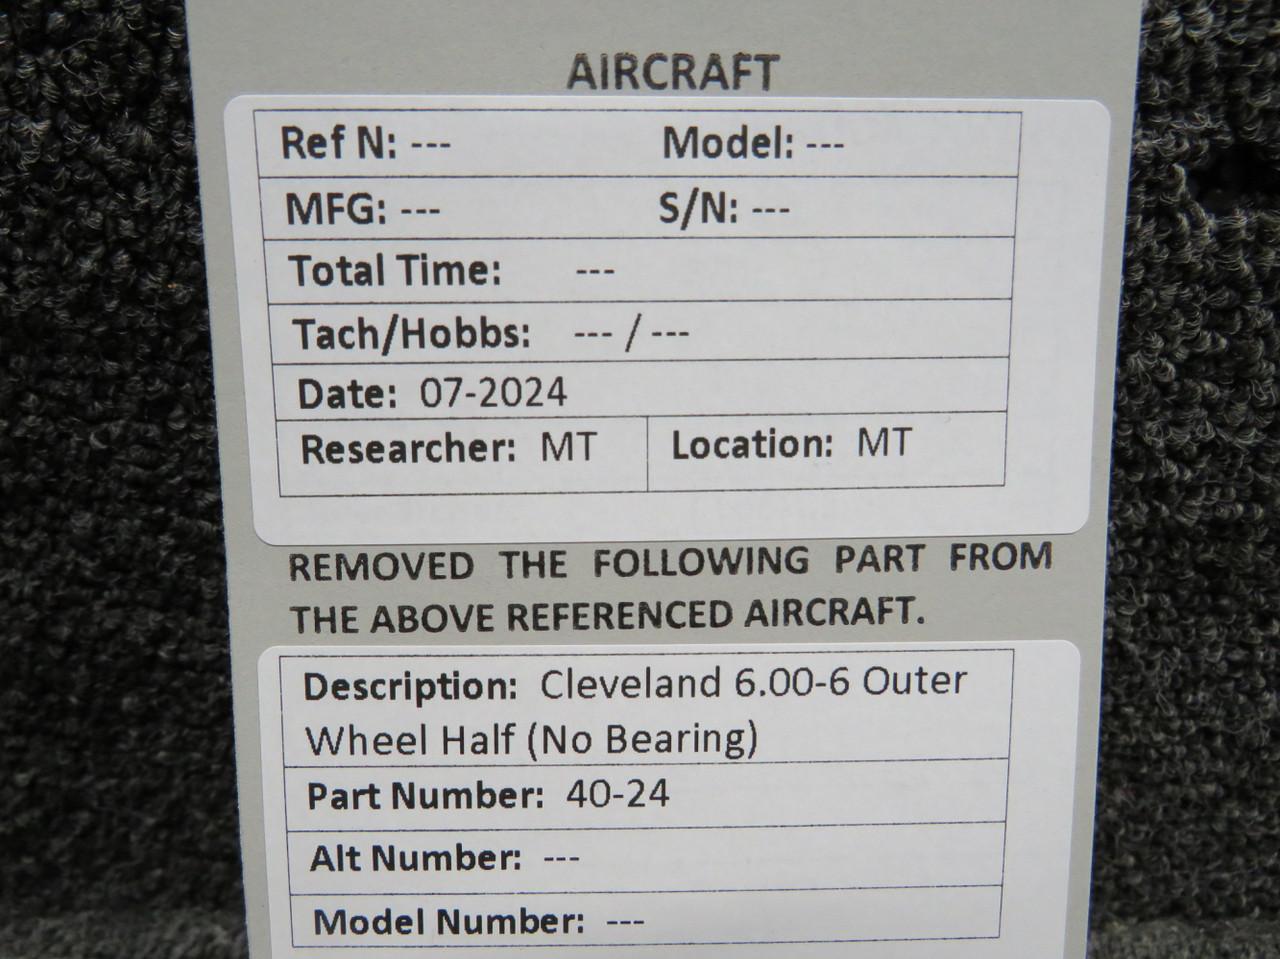 AIRCRAFT
Ref N: --- Model: ---
MFG: --- S/N: ---
Total Time: ---
Tach/Hobbs: --- / ---
Date: 07-2024
Researcher: MT Location: MT
REMOVED THE FOLLOWING PART FROM
THE ABOVE REFERENCED AIRCRAFT.
Description: Cleveland 6.00-6 Outer
Wheel Half (No Bearing)
Part Number: 40-24
Alt Number: ---
Model Number: ---